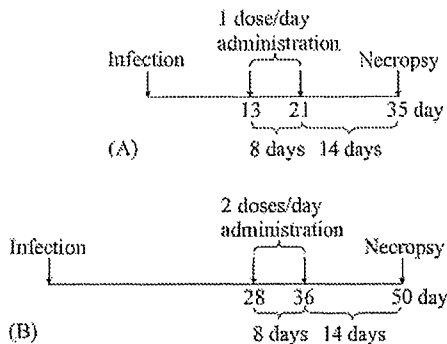 1 dose/day
administration
Infection
Necropsy
13 21 35 day
8 days 14 days
(A)
2 doses/day
administration
Infection
Necropsy
28 36 50 day
8 days 14 days
(B)